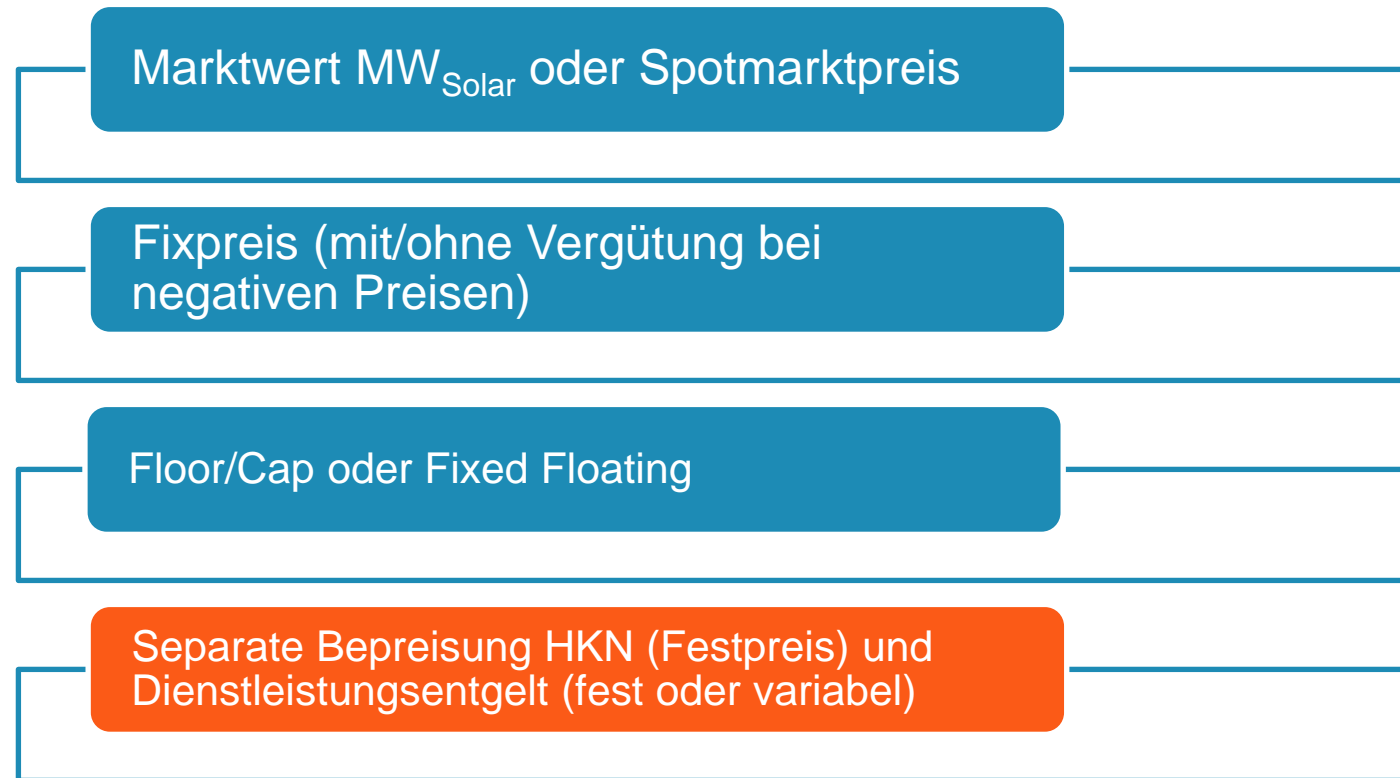 Marktwert MW_Solar oder Spotmarktpreis
Fixpreis (mit/ohne Vergütung bei
negativen Preisen)
Floor/Cap oder Fixed Floating
Separate Bepreisung HKN (Festpreis) und
Dienstleistungsentgelt (fest oder variabel)